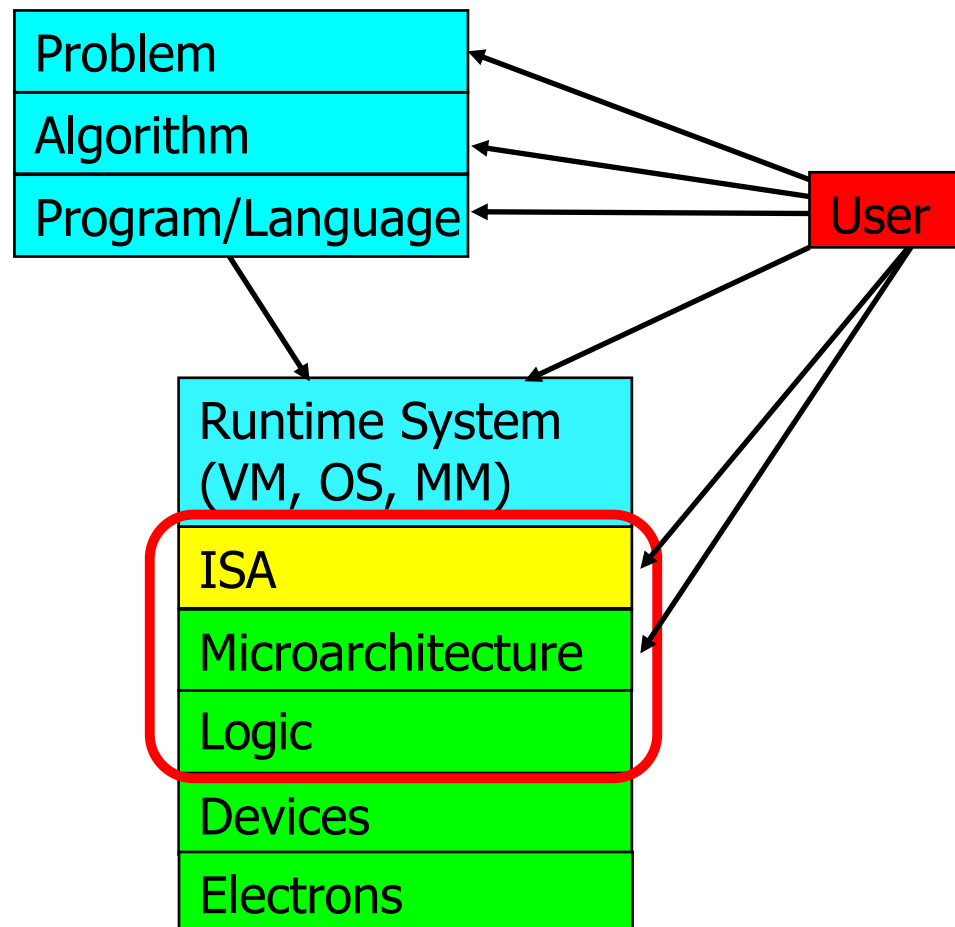 Problem
Algorithm
Program/Language
User
Runtime System
(VM, OS, MM)
ISA
Microarchitecture
Logic
Devices
Electrons